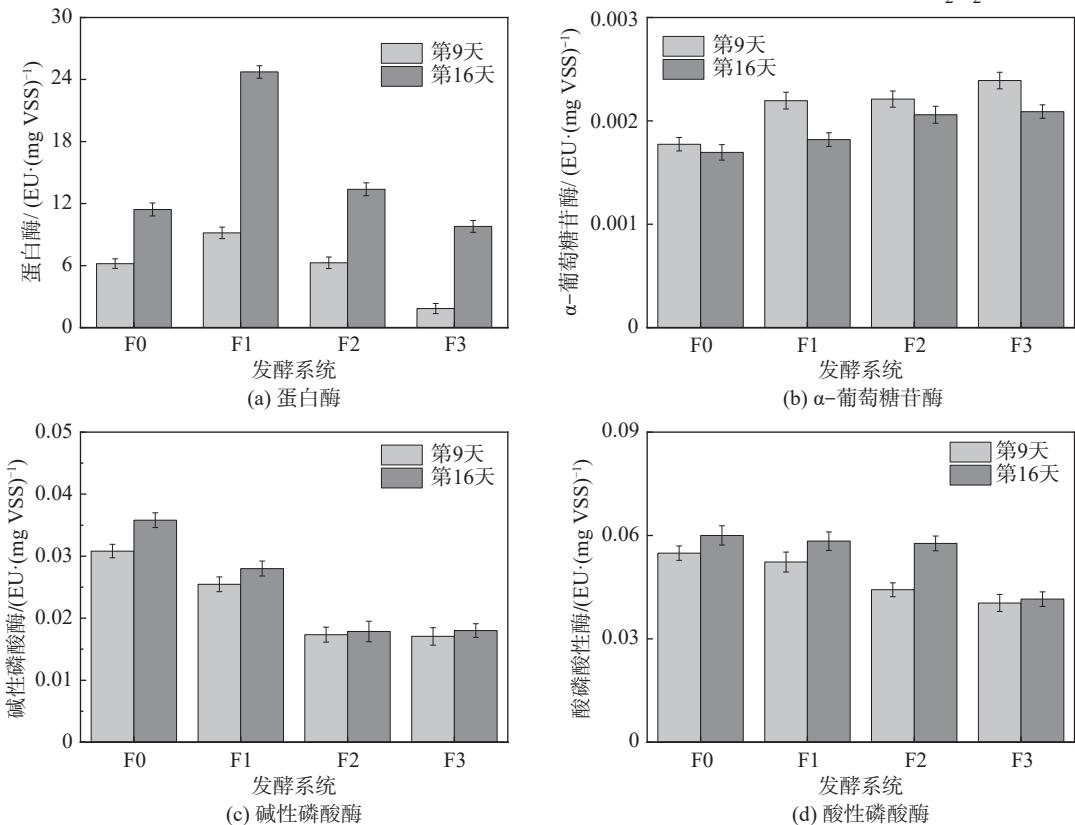 2 2
30
24
18
12
6
0
蛋白酶/ (EU·(mg VSS)⁻¹)
第9天
第16天
F0 F1 F2 F3
发酵系统
(a) 蛋白酶
0.003
0.002
0.001
0
α−葡萄糖苷酶/ (EU·(mg VSS)⁻¹)
第9天
第16天
F0 F1 F2 F3
发酵系统
(b) α−葡萄糖苷酶
0.05
0.04
0.03
0.02
0.01
0
碱性磷酸酶/(EU·(mg VSS)⁻¹)
第9天
第16天
F0 F1 F2 F3
发酵系统
(c) 碱性磷酸酶
0.09
0.06
0.03
0
酸磷酸性酶/(EU·(mg VSS)⁻¹)
第9天
第16天
F0 F1 F2 F3
发酵系统
(d) 酸性磷酸酶